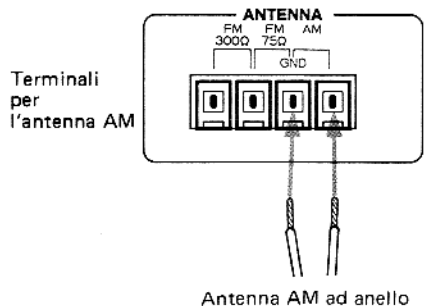 ANTENNA
FM 300Ω
FM 75Ω
AM
GND
Terminali
per
l'antenna AM
Antenna AM ad anello